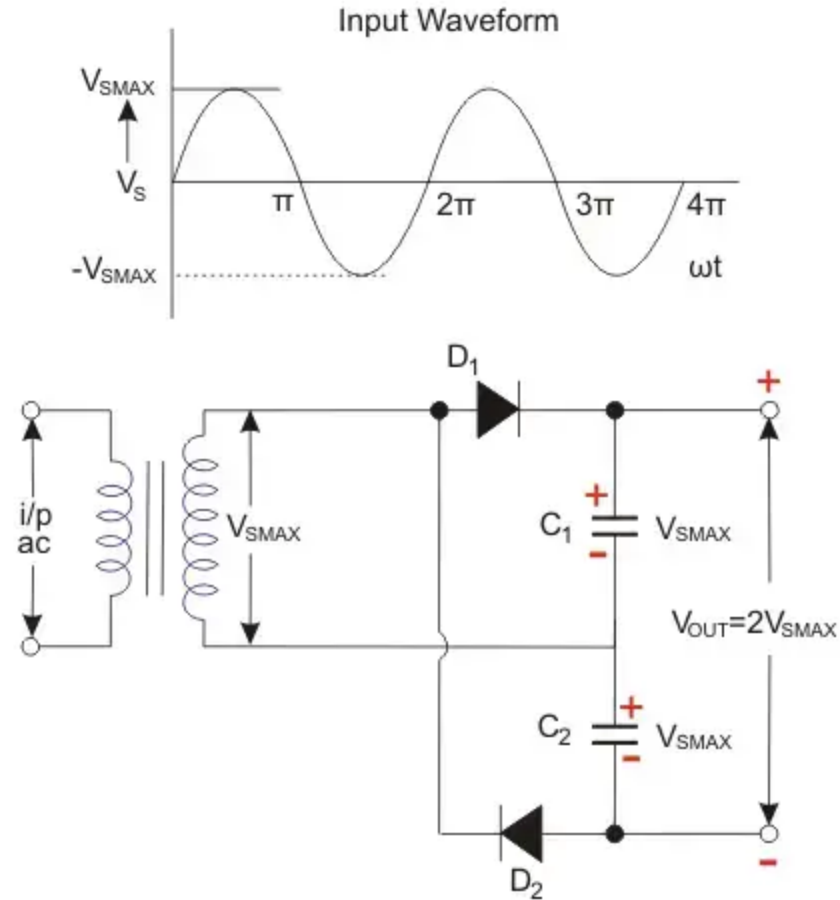 Input Waveform
VSMAX
VS
π
2π
3π
4π
-VSMAX
ωt
D1
+
i/p
ac
VSMAX
+
C1
VSMAX
-
VOUT=2VSMAX
+
C2
VSMAX
-
D2
-